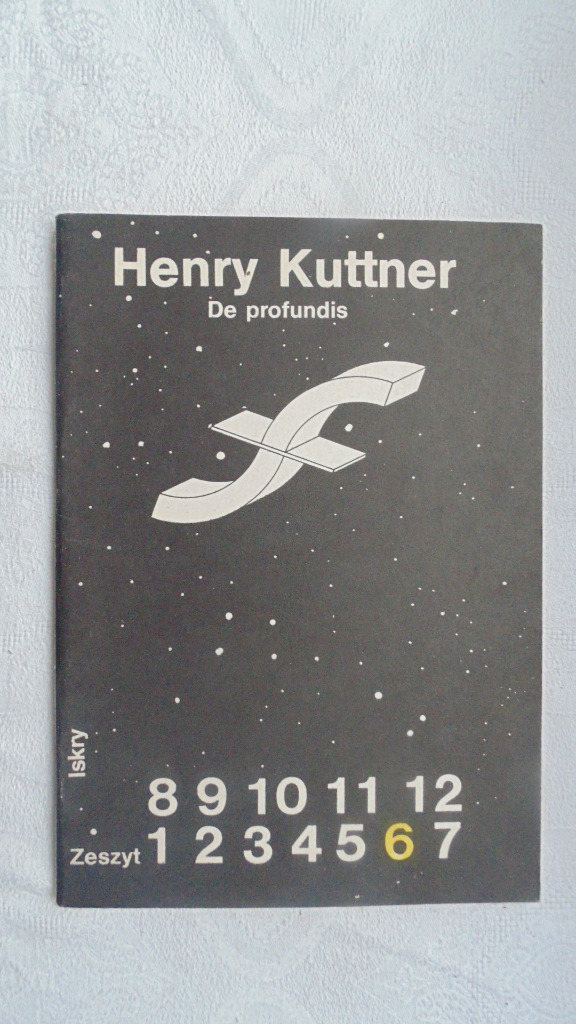 Henry Kuttner
De profundis
Iskry
8 9 10 11 12
Zeszyt 1 2 3 4 5 6 7